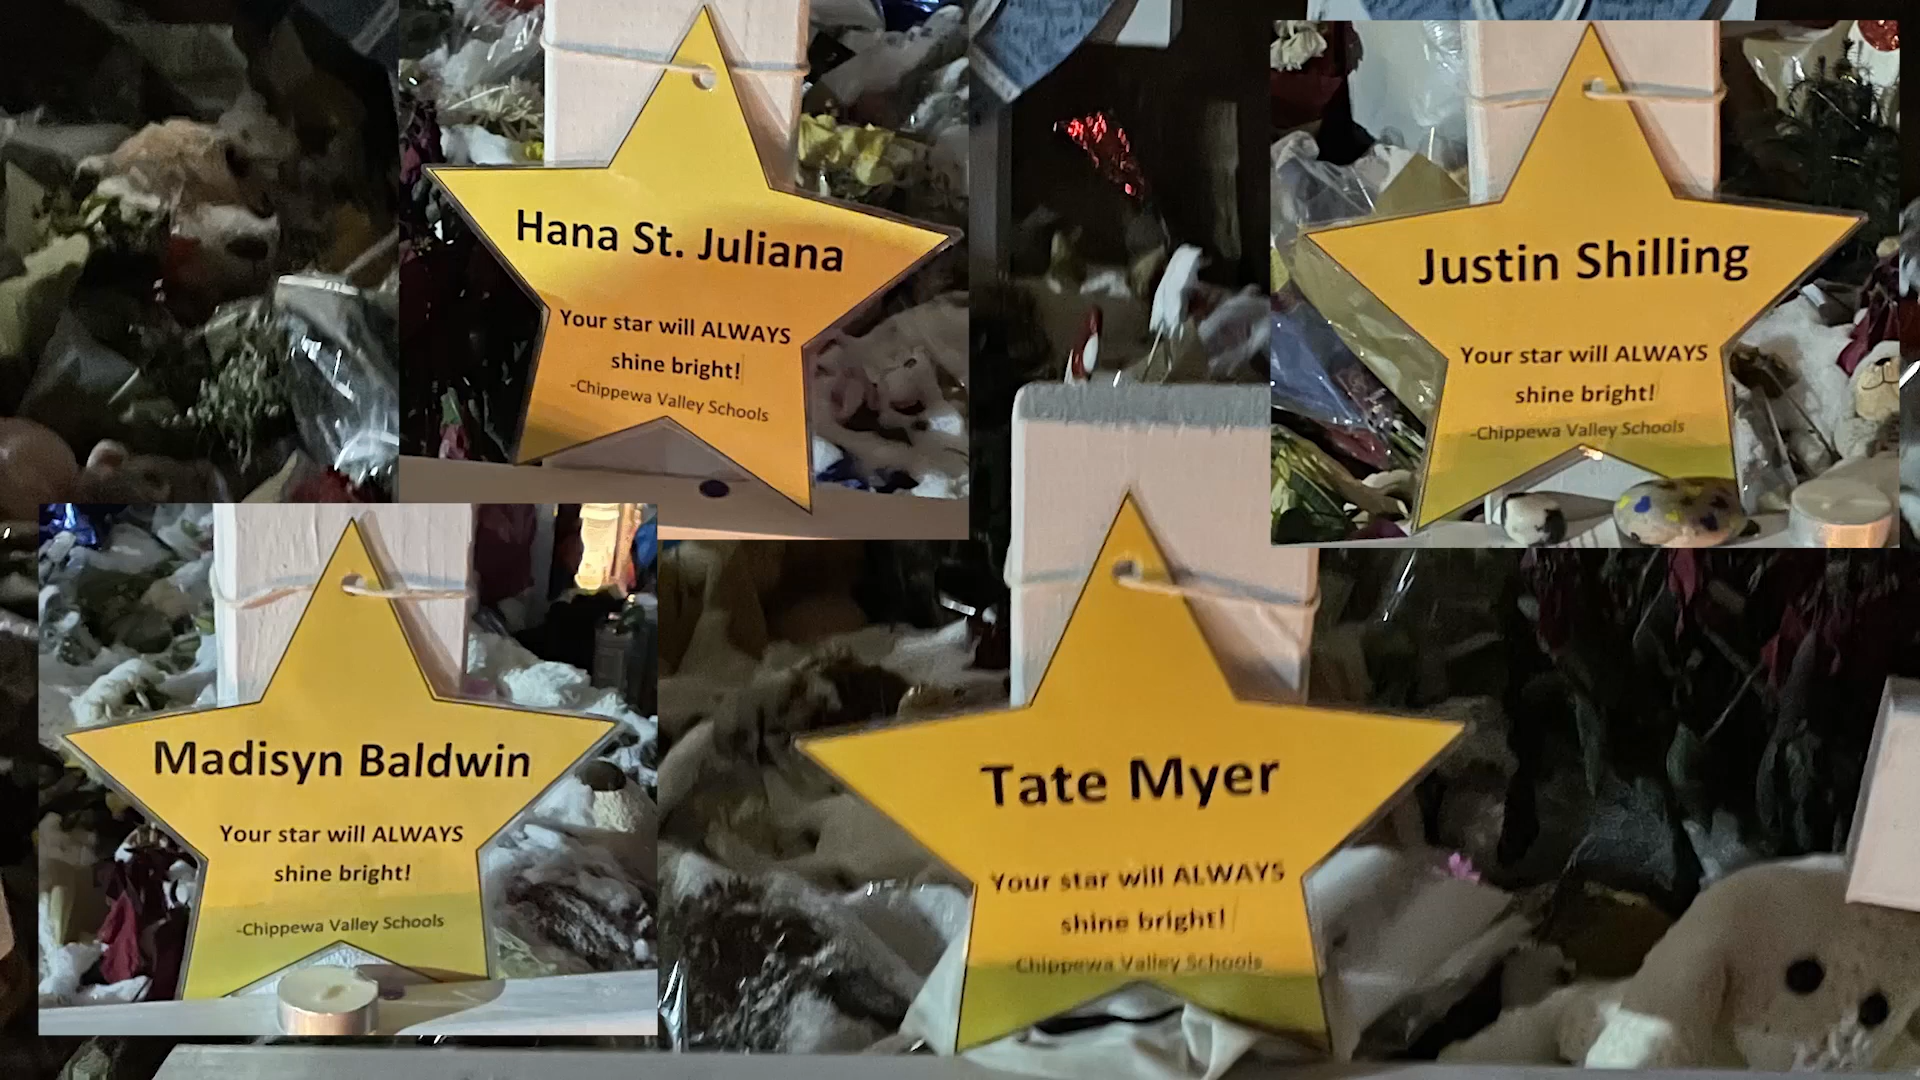 Hana St. Juliana
Your star will ALWAYS
shine bright!
-Chippewa Valley Schools
Justin Shilling
Your star will ALWAYS
shine bright!
-Chippewa Valley Schools
Madisyn Baldwin
Your star will ALWAYS
shine bright!
-Chippewa Valley Schools
Tate Myer
Your star will ALWAYS
shine bright!
-Chippewa Valley Schools